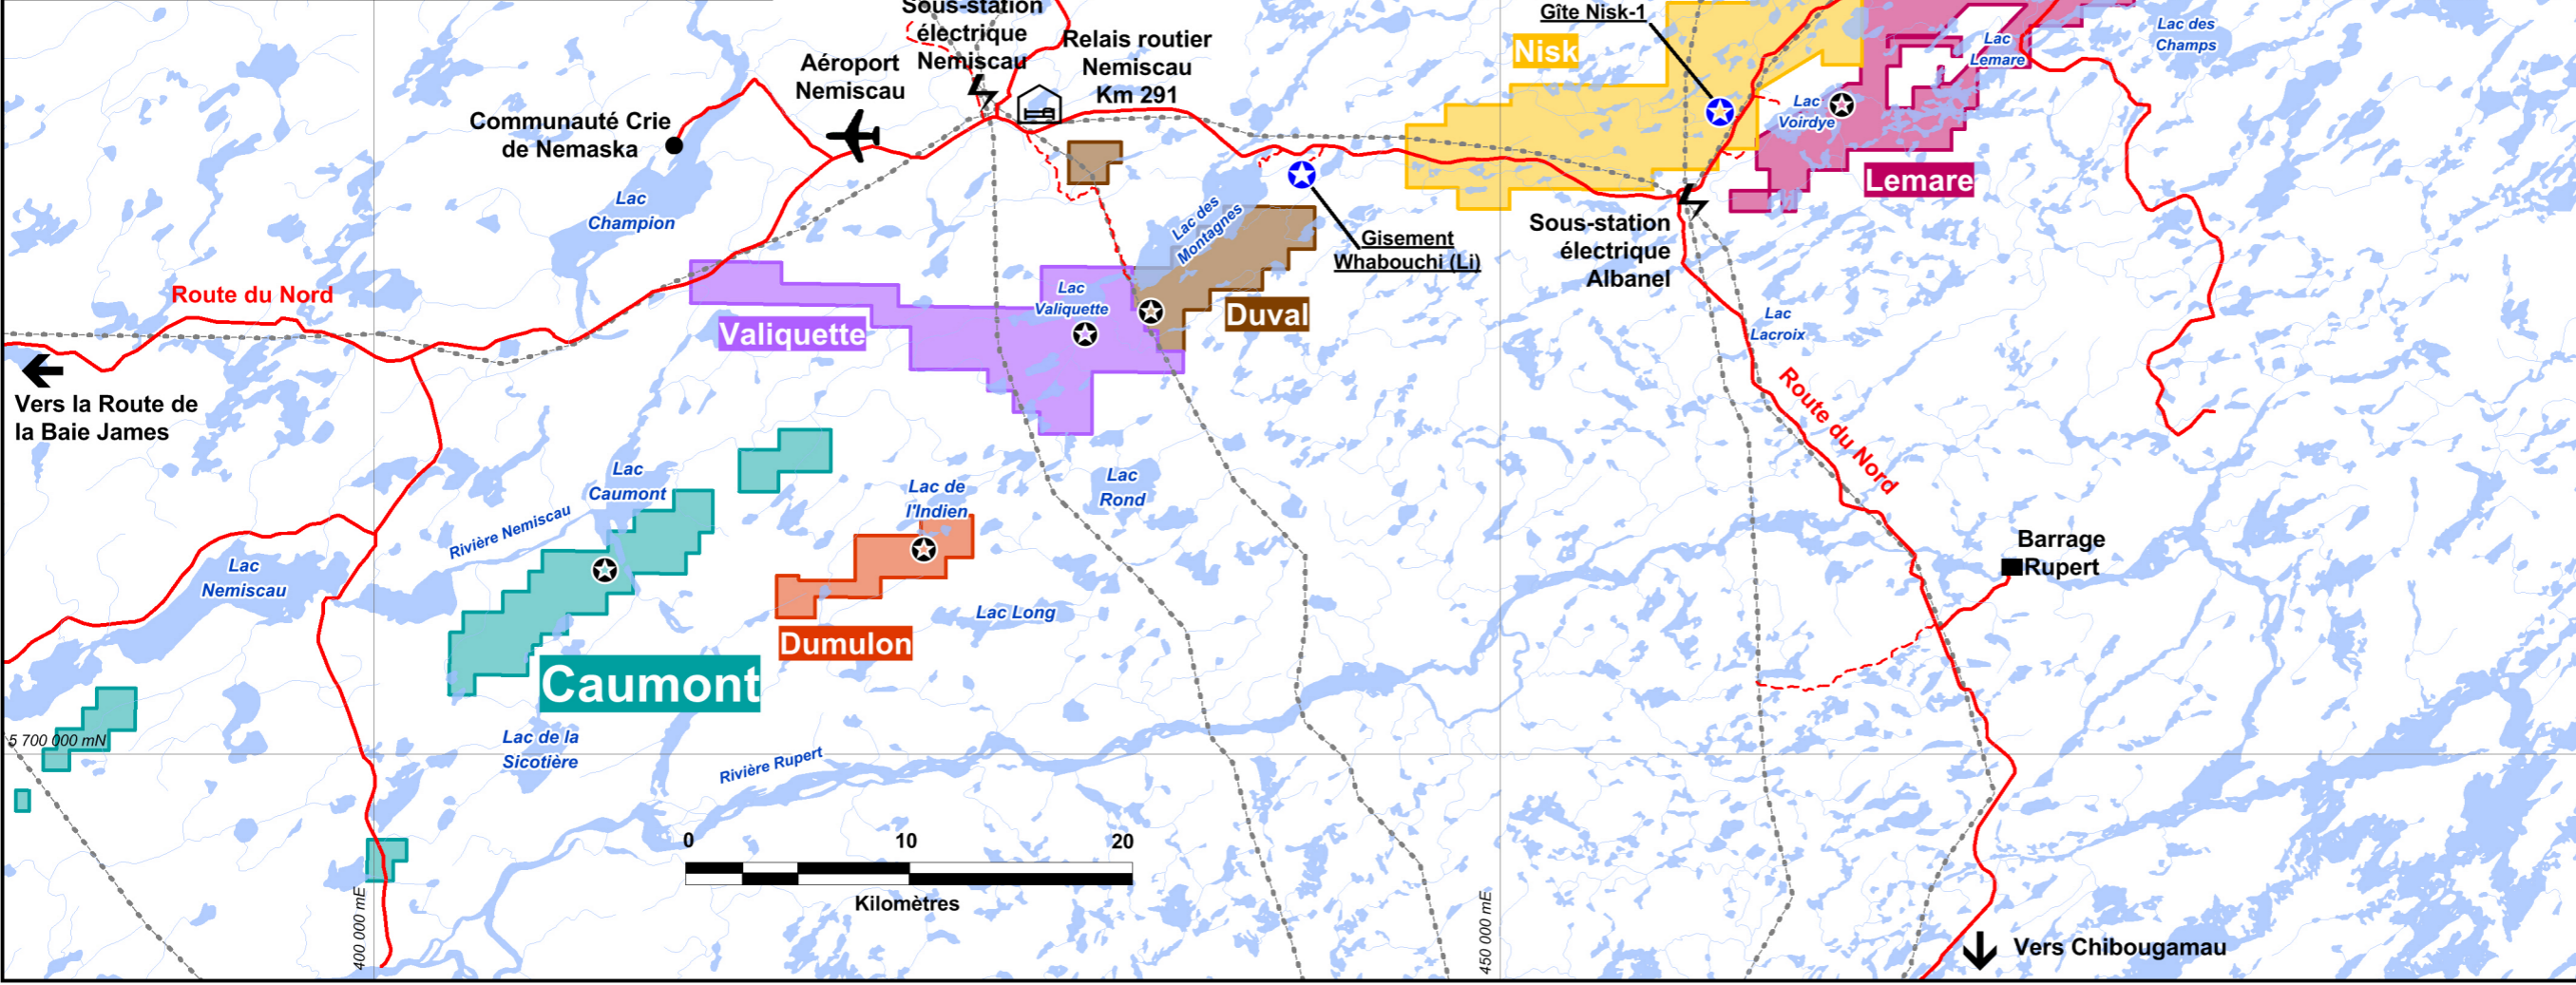 Sous-station
électrique
Nemiscau
Relais routier
Nemiscau
Km 291
Aéroport
Nemiscau
Communauté Crie
de Nemaska
Gîte Nisk-1
Nisk
Lac des
Champs
Lac
Lemare
Lac
Voirdye
Lemare
Lac
Champion
Lac des
Montagnes
Gisement
Whabouchi (Li)
Sous-station
électrique
Albanel
Route du Nord
Valiquette
Lac
Valiquette
Duval
Lac
Lacroix
Vers la Route de
la Baie James
Route du Nord
Lac
Caumont
Rivière Nemiscau
Lac de
l'Indien
Lac
Rond
Barrage
Rupert
Lac
Nemiscau
Lac Long
Dumulon
Caumont
5 700 000 mN
Lac de la
Sicotière
Rivière Rupert
0
10
20
Kilomètres
400 000 mE
450 000 mE
Vers Chibougamau